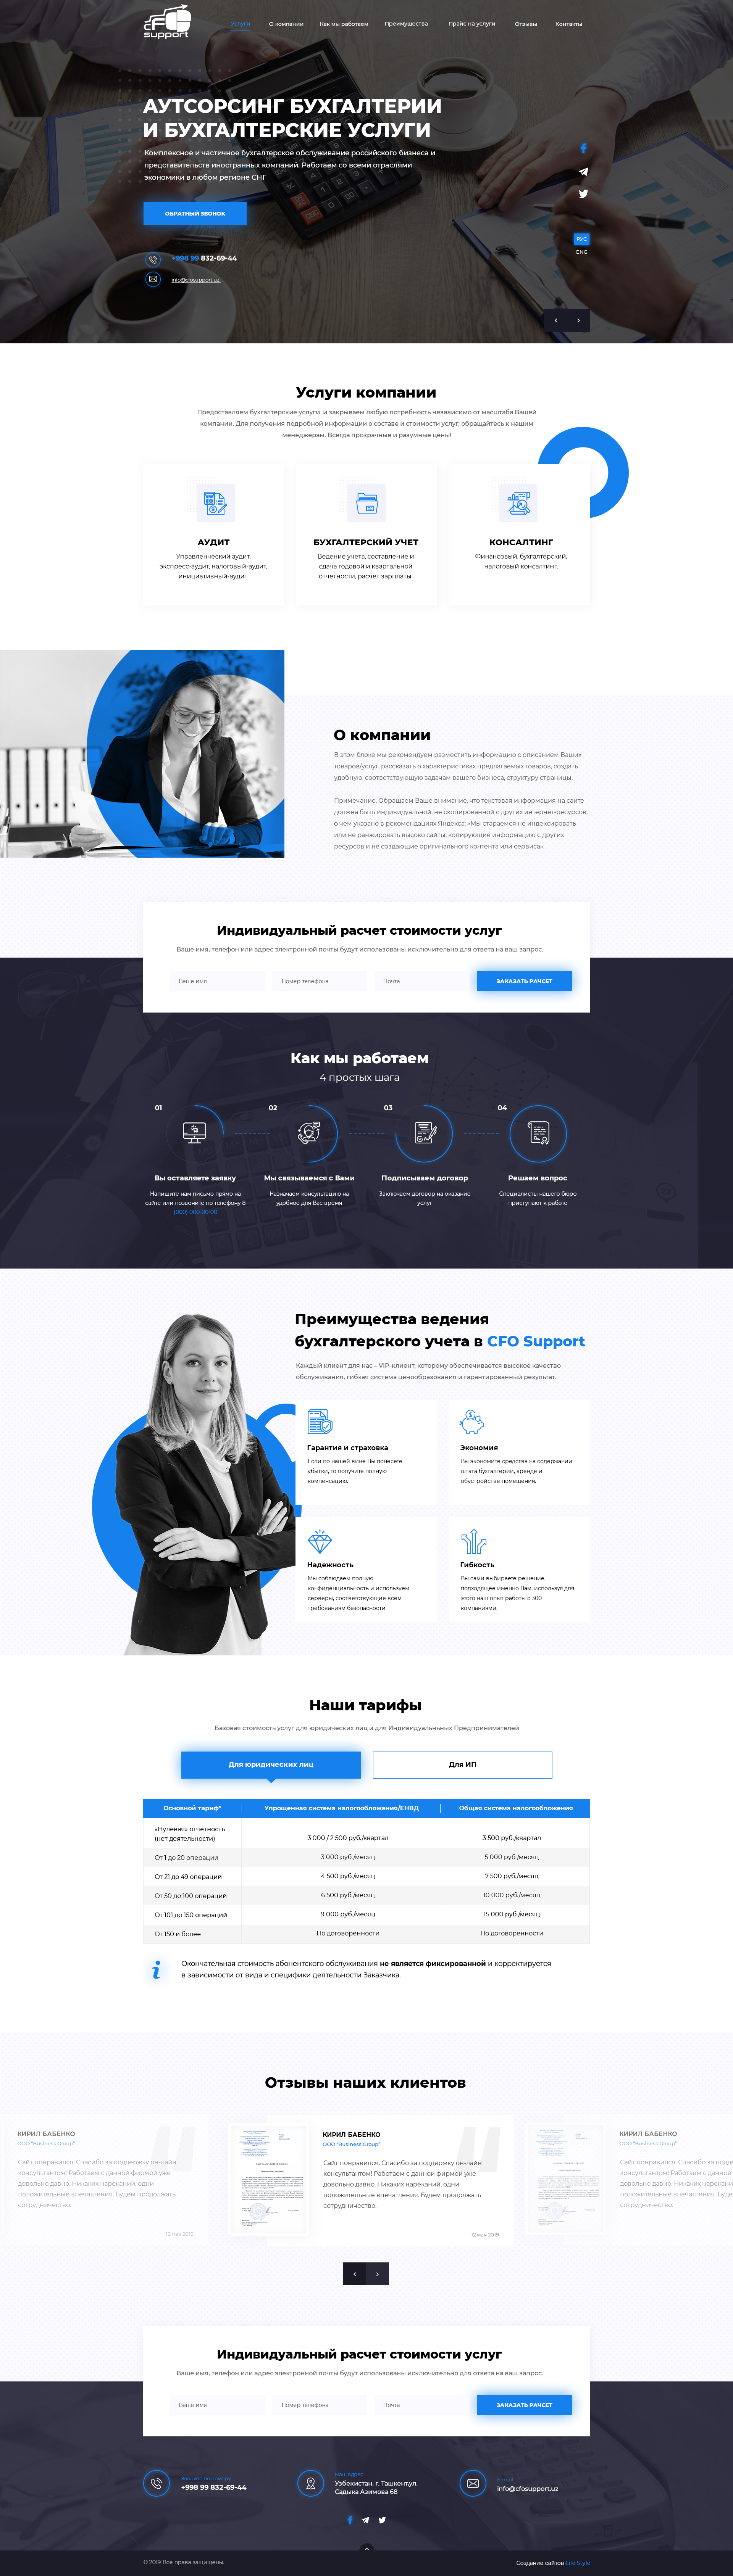 CFO
support
Услуги
О компании
Как мы работаем
Преимущества
Прайс на услуги
Отзывы
Контакты
АУТСОРСИНГ БУХГАЛТЕРИИ
И БУХГАЛТЕРСКИЕ УСЛУГИ
Комплексное и частичное бухгалтерское обслуживание российского бизнеса и
представительств иностранных компаний. Работаем со всеми отраслями
экономики в любом регионе СНГ
ОБРАТНЫЙ ЗВОНОК
+998 99 832-69-44
info@cfosupport.uz
РУС
ENG
Услуги компании
Предоставляем бухгалтерские услуги и закрываем любую потребность независимо от масштаба Вашей
компании. Для получения подробной информации о составе и стоимости услуг, обращайтесь к нашим
менеджерам. Всегда прозрачные и разумные цены!
АУДИТ
Управленческий аудит,
экспресс-аудит, налоговый-аудит,
инициативный-аудит.
БУХГАЛТЕРСКИЙ УЧЕТ
Ведение учета, составление и
сдача годовой и квартальной
отчетности, расчет зарплаты.
КОНСАЛТИНГ
Финансовый, бухгалтерский,
налоговый консалтинг.
О компании
В этом блоке мы рекомендуем разместить информацию с описанием Ваших
товаров/услуг, рассказать о характеристиках предлагаемых товаров, создать
удобную, соответствующую задачам вашего бизнеса, структуру страницы.
Примечание. Обращаем Ваше внимание, что текстовая информация на сайте
должна быть индивидуальной, не скопированной с других интернет-ресурсов,
о чем указано в рекомендациях Яндекса: «Мы стараемся не индексировать
или не ранжировать высоко сайты, копирующие информацию с других
ресурсов и не создающие оригинального контента или сервиса».
Индивидуальный расчет стоимости услуг
Ваше имя, телефон или адрес электронной почты будут использованы исключительно для ответа на ваш запрос.
Ваше имя
Номер телефона
Почта
ЗАКАЗАТЬ РАЧСЕТ
Как мы работаем
4 простых шага
01
Вы оставляете заявку
Напишите нам письмо прямо на
сайте или позвоните по телефону 8
(000) 000-00-00
02
Мы связываемся с Вами
Назначаем консультацию на
удобное для Вас время
03
Подписываем договор
Заключаем договор на оказание
услуг
04
Решаем вопрос
Специалисты нашего бюро
приступают к работе
Преимущества ведения
бухгалтерского учета в CFO Support
Каждый клиент для нас – VIP-клиент, которому обеспечивается высокое качество
обслуживания, гибкая система ценообразования и гарантированный результат.
Гарантия и страховка
Если по нашей вине Вы понесете
убытки, то получите полную
компенсацию.
Экономия
Вы экономите средства на содержании
штата бухгалтерии, аренде и
обустройстве помещения.
Надежность
Мы соблюдаем полную
конфиденциальность и используем
серверы, соответствующие всем
требованиям безопасности
Гибкость
Вы сами выбираете решение,
подходящее именно Вам, используя для
этого наш опыт работы с 300
компаниями.
Наши тарифы
Базовая стоимость услуг для юридических лиц и для Индивидуальных Предпринимателей
Для юридических лиц
Для ИП
Основной тариф*
Упрощенная система налогообложения/ЕНВД
Общая система налогообложения
«Нулевая» отчетность
(нет деятельности)
3 000 / 2 500 руб./квартал
3 500 руб./квартал
От 1 до 20 операций
3 000 руб./месяц
5 000 руб./месяц
От 21 до 49 операций
4 500 руб./месяц
7 500 руб./месяц
От 50 до 100 операций
6 500 руб./месяц
10 000 руб./месяц
От 101 до 150 операций
9 000 руб./месяц
15 000 руб./месяц
От 150 и более
По договоренности
По договоренности
i
Окончательная стоимость абонентского обслуживания не является фиксированной и корректируется
в зависимости от вида и специфики деятельности Заказчика.
Отзывы наших клиентов
КИРИЛ БАБЕНКО
ООО "Business Group"
Сайт понравился. Спасибо за поддержку он-лайн
консультантом! Работаем с данной фирмой уже
довольно давно. Никаких нареканий, одни
положительные впечатления. Будем продолжать
сотрудничество.
12 мая 2019
КИРИЛ БАБЕНКО
ООО "Business Group"
Сайт понравился. Спасибо за поддержку он-лайн
консультантом! Работаем с данной фирмой уже
довольно давно. Никаких нареканий, одни
положительные впечатления. Будем продолжать
сотрудничество.
12 мая 2019
КИРИЛ БАБЕНКО
ООО "Business Group"
Сайт понравился. Спасибо за подд
консультантом! Работаем с данной
довольно давно. Никаких нарекани
положительные впечатления. Буде
сотрудничество.
Индивидуальный расчет стоимости услуг
Ваше имя, телефон или адрес электронной почты будут использованы исключительно для ответа на ваш запрос.
Ваше имя
Номер телефона
Почта
ЗАКАЗАТЬ РАЧСЕТ
Звоните по номеру
+998 99 832-69-44
Наш адрес
Узбекистан, г. Ташкент,ул.
Садыка Азимова 68
E-mail
info@cfosupport.uz
© 2019 Все права защищены.
Создание сайтов Life Style